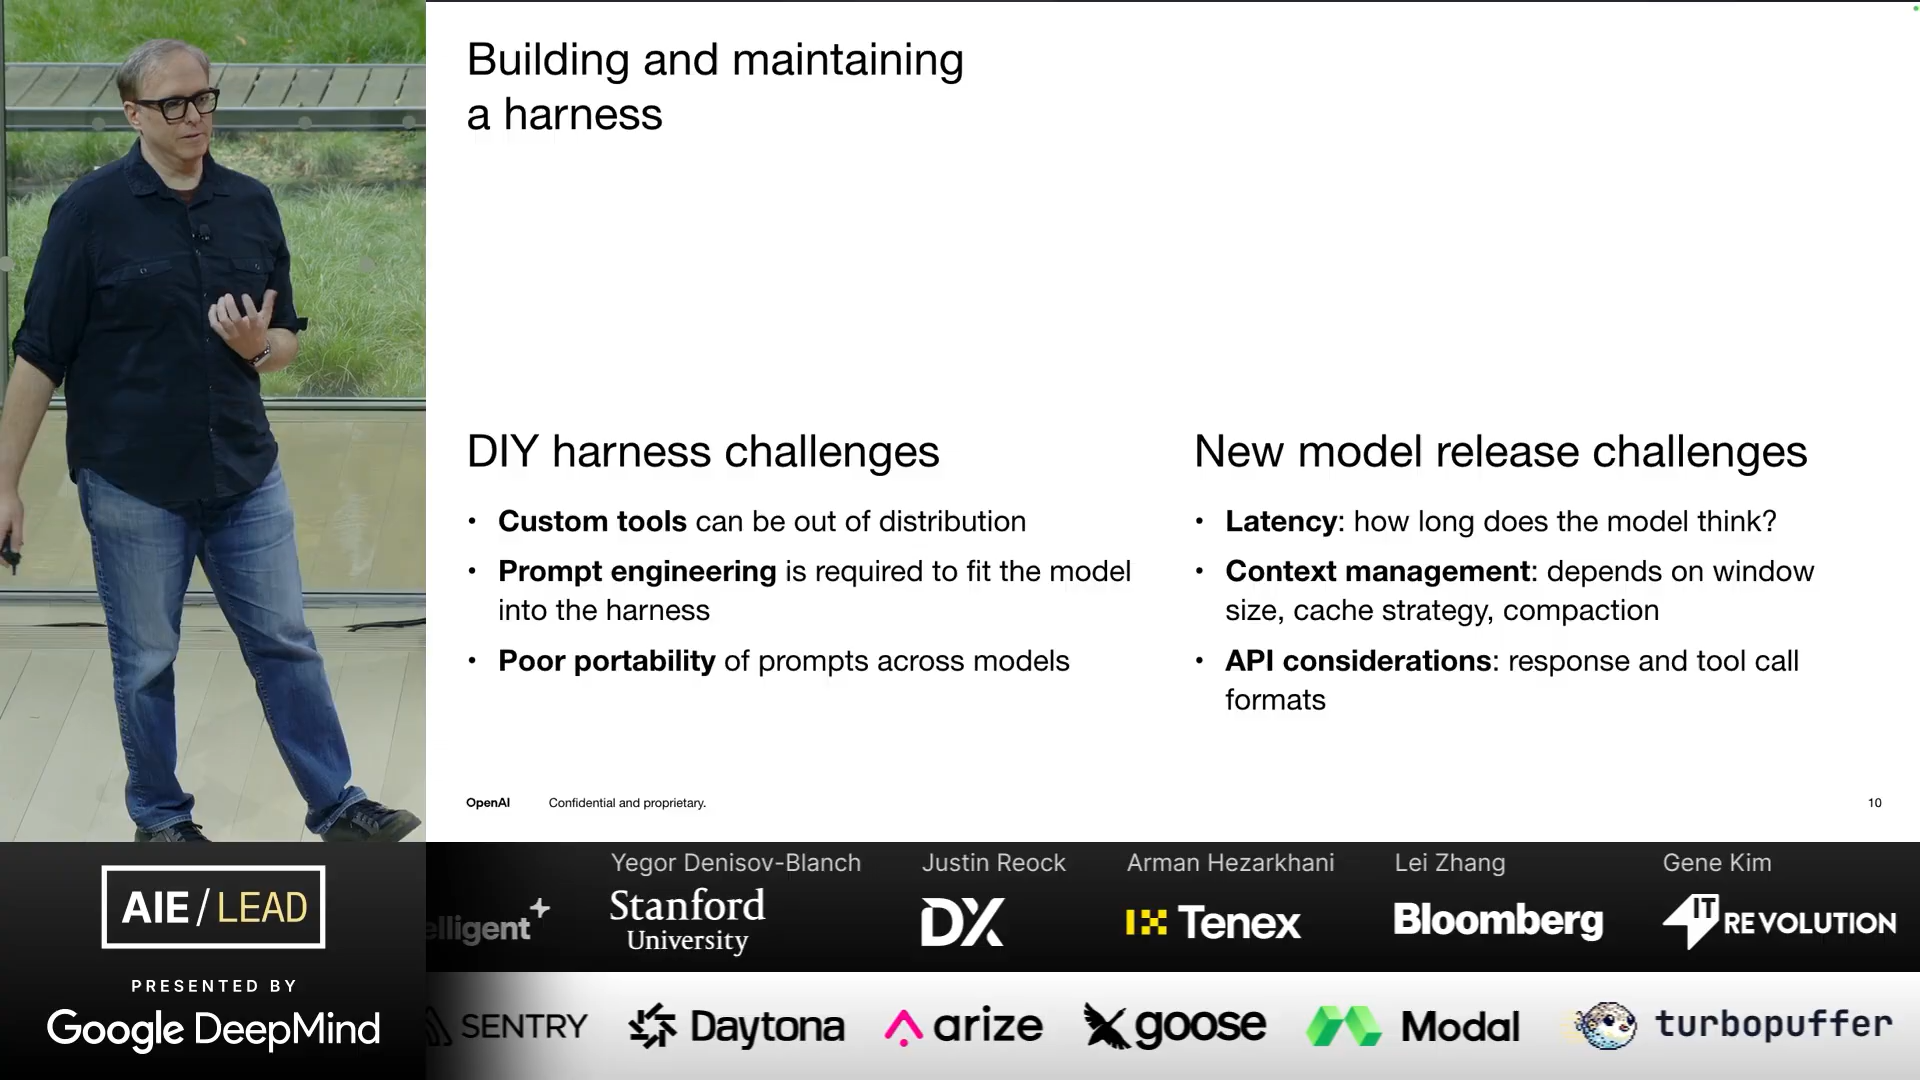 Building and maintaining
a harness
DIY harness challenges
• Custom tools can be out of distribution
• Prompt engineering is required to fit the model
into the harness
• Poor portability of prompts across models
New model release challenges
• Latency: how long does the model think?
• Context management: depends on window
size, cache strategy, compaction
• API considerations: response and tool call
formats
OpenAI Confidential and proprietary. 10
AIE/LEAD
PRESENTED BY
Google DeepMind
elligent
Yegor Denisov-Blanch
Stanford
University
Justin Reock
DX
Arman Hezarkhani
Tenex
Lei Zhang
Bloomberg
Gene Kim
IT REVOLUTION
SENTRY
Daytona
arize
goose
Modal
turbopuffer